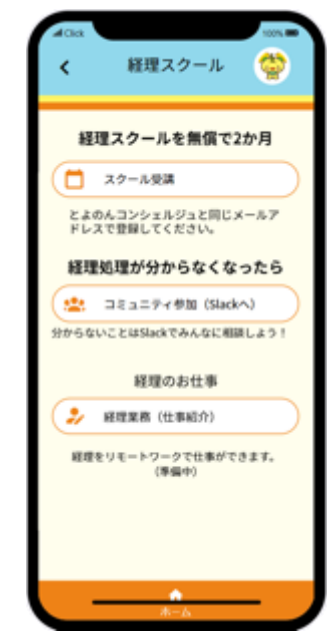 Click
100%
経理スクール
経理スクールを無償で2か月
スクール受講
とよのんコンシェルジュと同じメールア
ドレスで登録してください。
経理処理が分からなくなったら
コミュニティ参加（Slackへ）
分からないことはSlackでみんなに相談しよう！
経理のお仕事
経理業務（仕事紹介）
経理をリモートワークで仕事ができます。
（準備中）
ホーム